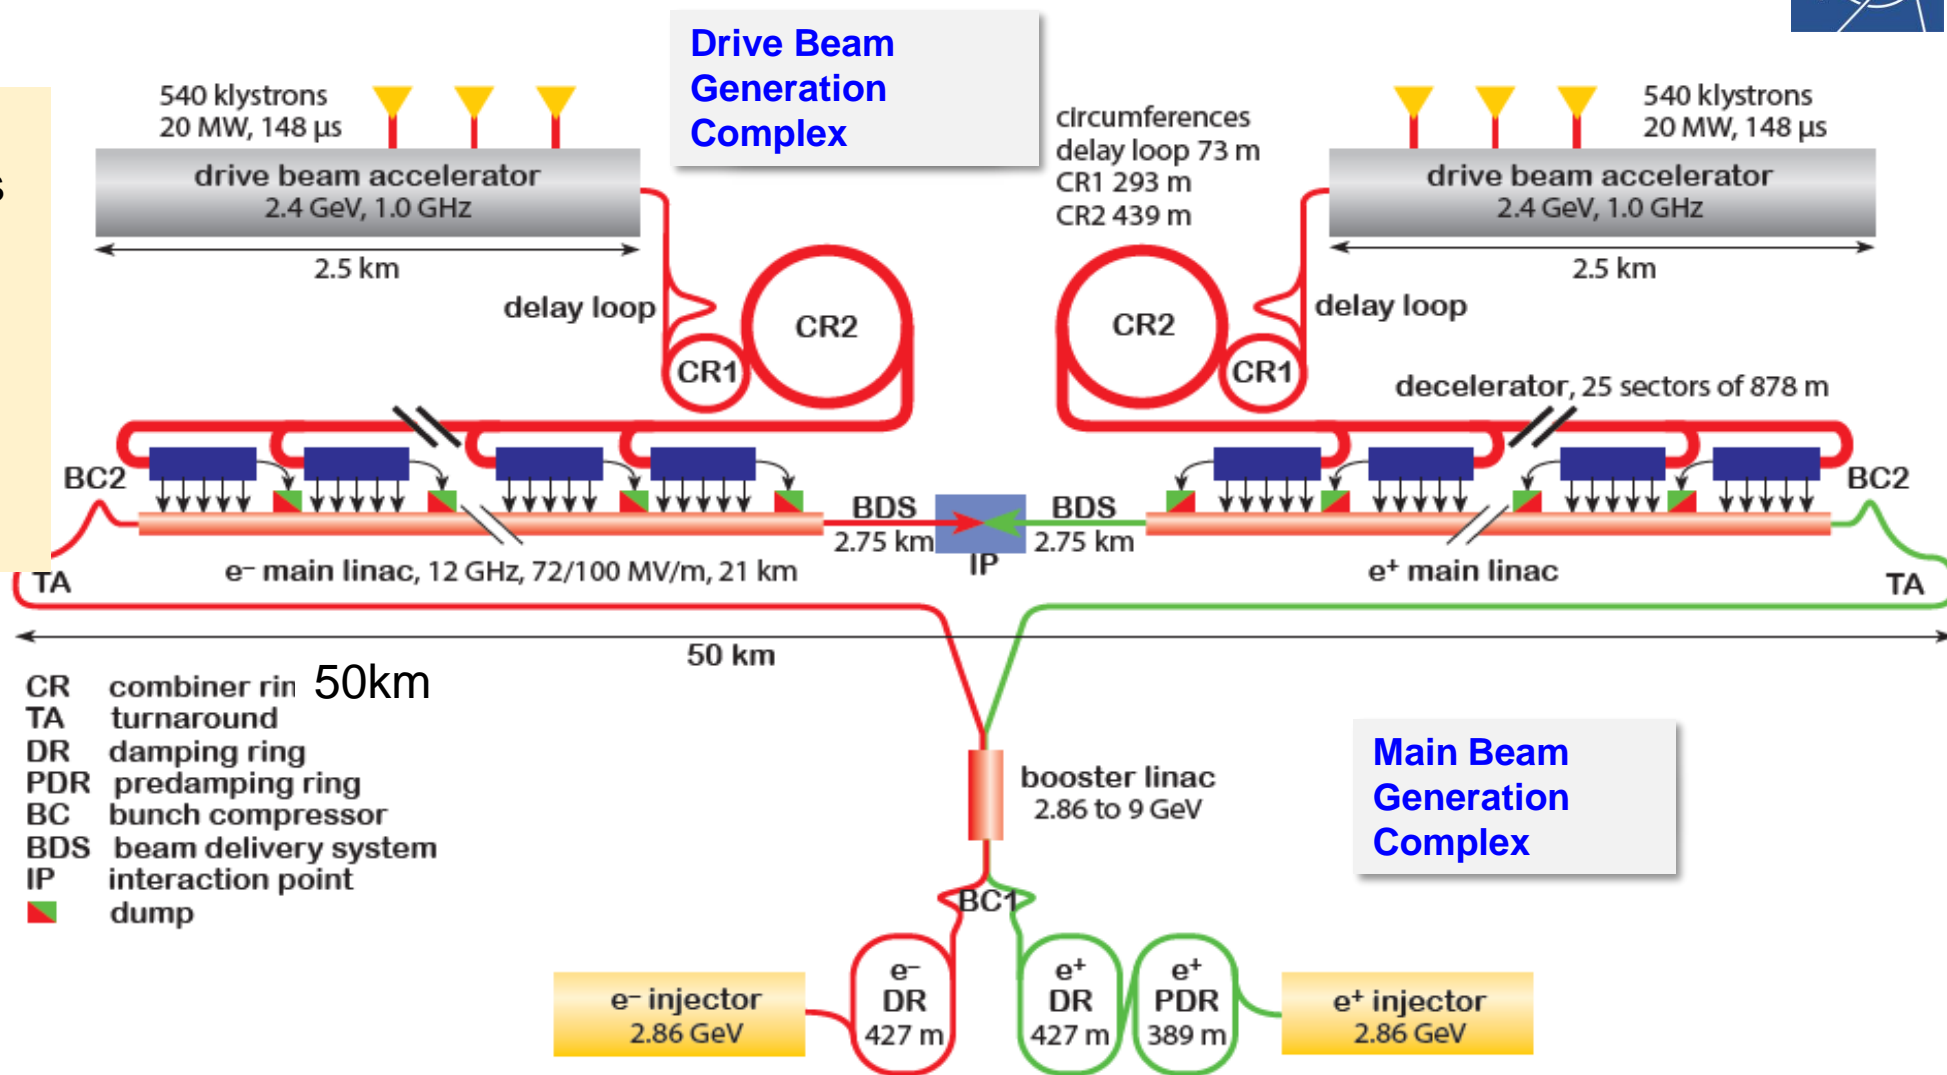 Drive Beam
Generation
Complex
540 klystrons
20 MW, 148 µs
drive beam accelerator
2.4 GeV, 1.0 GHz
2.5 km
delay loop
CR1
CR2
circumferences
delay loop 73 m
CR1 293 m
CR2 439 m
540 klystrons
20 MW, 148 µs
drive beam accelerator
2.4 GeV, 1.0 GHz
2.5 km
delay loop
CR2
CR1
decelerator, 25 sectors of 878 m
s
BC2
BDS
2.75 km
IP
BDS
2.75 km
BC2
TA
e⁻ main linac, 12 GHz, 72/100 MV/m, 21 km
e⁺ main linac
TA
50 km
50km
CR combiner rin
TA turnaround
DR damping ring
PDR predamping ring
BC bunch compressor
BDS beam delivery system
IP interaction point
dump
booster linac
2.86 to 9 GeV
Main Beam
Generation
Complex
BC1
e⁻ injector
2.86 GeV
e⁻
DR
427 m
e⁺
DR
427 m
e⁺
PDR
389 m
e⁺ injector
2.86 GeV